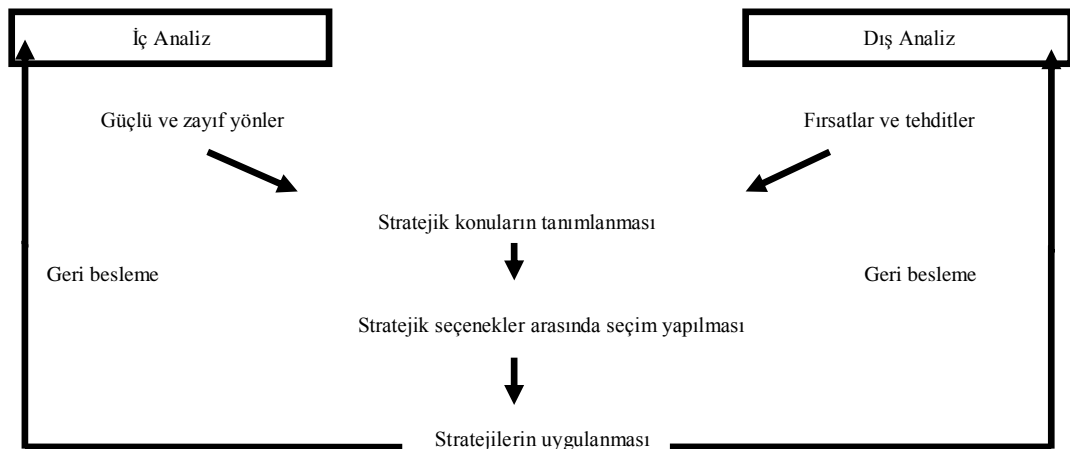 İç Analiz
Dış Analiz
Güçlü ve zayıf yönler
Fırsatlar ve tehditler
Stratejik konuların tanımlanması
Geri besleme
Geri besleme
Stratejik seçenekler arasında seçim yapılması
Stratejilerin uygulanması